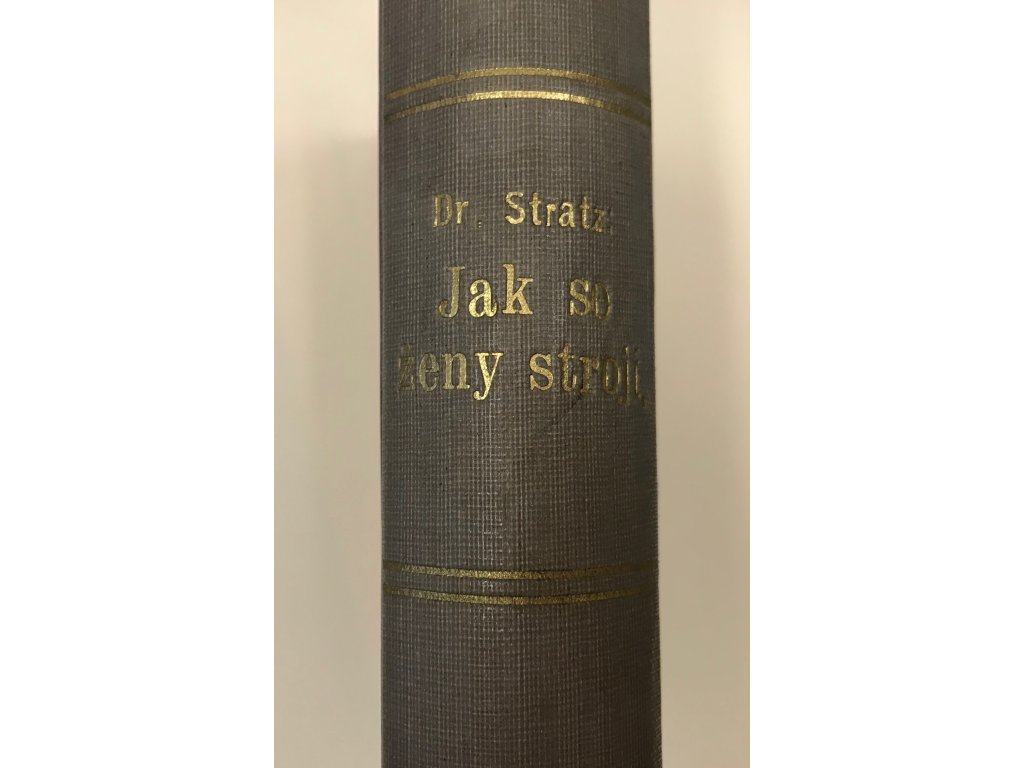 Dr. Stratz.
Jak se
ženy strojí.